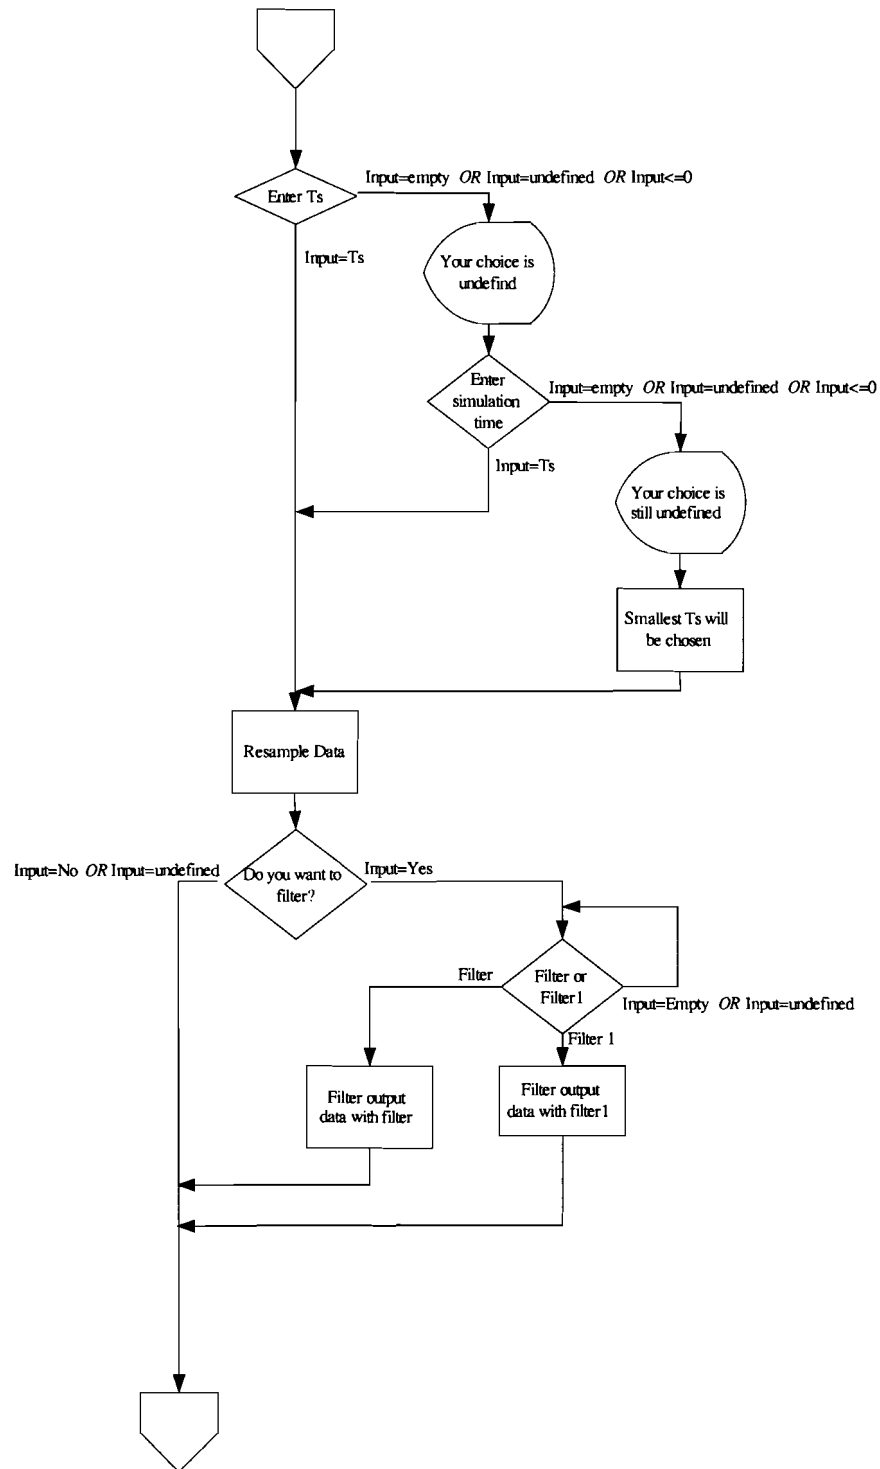 Input=empty OR Input=undefined OR Input<=0
Enter Ts
Input=Ts
Your choice is
undefind
Enter
simulation
time
Input=empty OR Input=undefined OR Input<=0
Input=Ts
Your choice is
still undefined
Smallest Ts will
be chosen
Resample Data
Input=No OR Input=undefined
Do you want to
filter?
Input=Yes
Filter
Filter or
Filter1
Input=Empty OR Input=undefined
Filter 1
Filter output
data with filter
Filter output
data with filter1